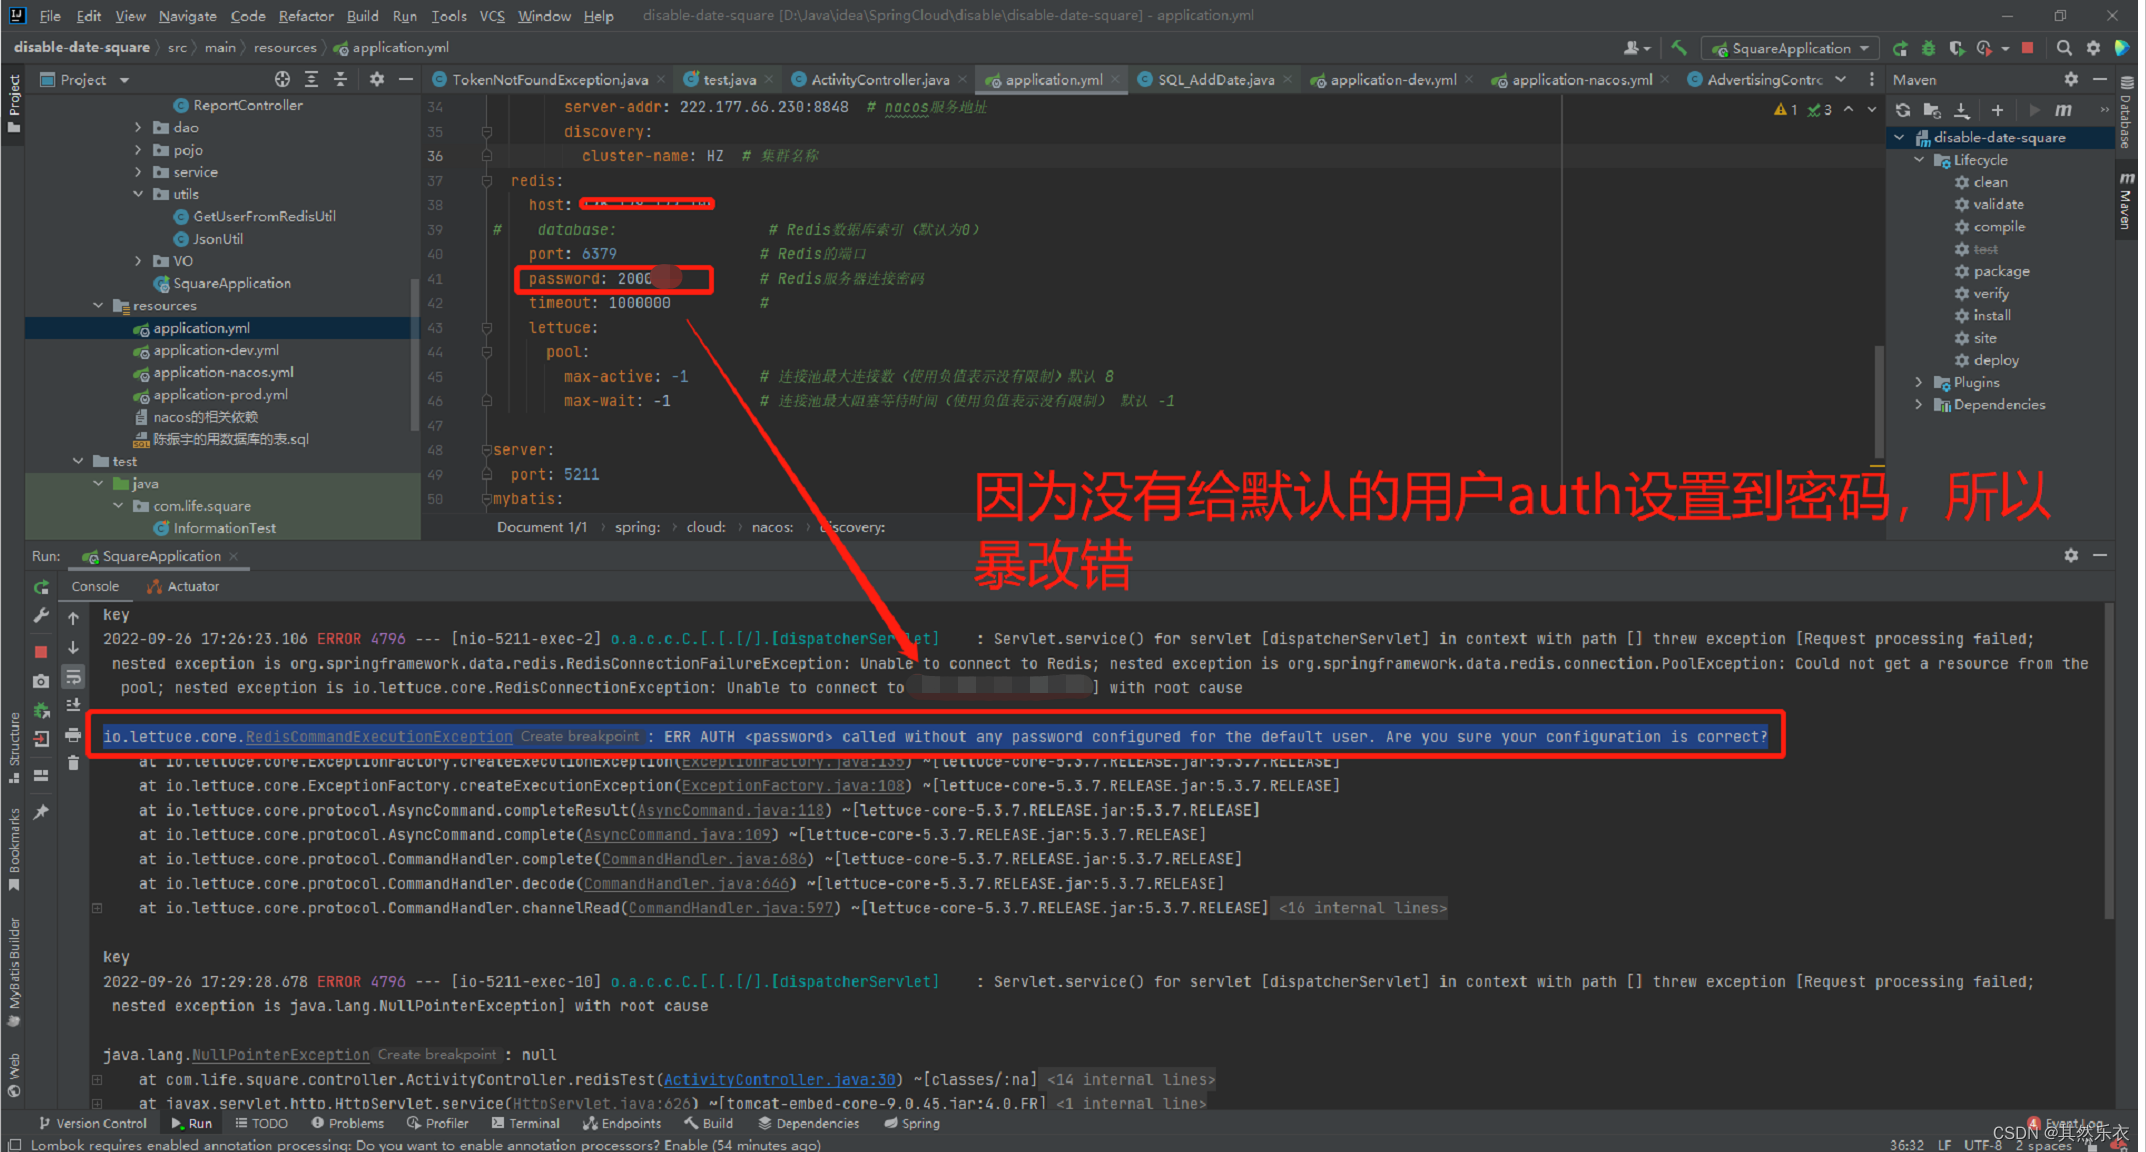 File Edit View Navigate Code Refactor Build Run Tools VCS Window Help disable-date-square [D:\Java\idea\SpringCloud\disable\disable-date-square] - application.yml
disable-date-square src main resources application.yml SquareApplication
Project
TokenNotFoundException.java test.java ActivityController.java application.yml SQL_AddDate.java application-dev.yml application-nacos.yml AdvertisingContrc
Maven
ReportController
dao
pojo
service
utils
GetUserFromRedisUtil
JsonUtil
VO
SquareApplication
resources
application.yml
application-dev.yml
application-nacos.yml
application-prod.yml
nacos的相关依赖
陈振宇的用数据库的表.sql
test
java
com.life.square
InformationTest
34 server-addr: 222.177.66.230:8848 # nacos服务地址
35 discovery:
36 cluster-name: HZ # 集群名称
37 redis:
38 host:
39 # database: # Redis数据库索引（默认为0）
40 port: 6379 # Redis的端口
41 password: 2000 # Redis服务器连接密码
42 timeout: 1000000 #
43 lettuce:
44 pool:
45 max-active: -1 # 连接池最大连接数（使用负值表示没有限制）默认 8
46 max-wait: -1 # 连接池最大阻塞等待时间（使用负值表示没有限制） 默认 -1
47
48 server:
49 port: 5211
50 mybatis:
1 3
Document 1/1 spring: cloud: nacos: discovery:
因为没有给默认的用户auth设置到密码，所以
暴改错
disable-date-square
Lifecycle
clean
validate
compile
test
package
verify
install
site
deploy
Plugins
Dependencies
Database
Maven
Project
Structure
Bookmarks
MyBatis Builder
Web
Run: SquareApplication
Console Actuator
key
2022-09-26 17:26:23.106 ERROR 4796 --- [nio-5211-exec-2] o.a.c.c.C.[.[.[/].[dispatcherServlet] : Servlet.service() for servlet [dispatcherServlet] in context with path [] threw exception [Request processing failed;
nested exception is org.springframework.data.redis.RedisConnectionFailureException: Unable to connect to Redis; nested exception is org.springframework.data.redis.connection.PoolException: Could not get a resource from the
pool; nested exception is io.lettuce.core.RedisConnectionException: Unable to connect to ] with root cause
io.lettuce.core.RedisCommandExecutionException Create breakpoint : ERR AUTH <password> called without any password configured for the default user. Are you sure your configuration is correct?
at io.lettuce.core.ExceptionFactory.createExecutionException(ExceptionFactory.java:135) ~[lettuce-core-5.3.7.RELEASE.jar:5.3.7.RELEASE]
at io.lettuce.core.ExceptionFactory.createExecutionException(ExceptionFactory.java:108) ~[lettuce-core-5.3.7.RELEASE.jar:5.3.7.RELEASE]
at io.lettuce.core.protocol.AsyncCommand.completeResult(AsyncCommand.java:118) ~[lettuce-core-5.3.7.RELEASE.jar:5.3.7.RELEASE]
at io.lettuce.core.protocol.AsyncCommand.complete(AsyncCommand.java:109) ~[lettuce-core-5.3.7.RELEASE.jar:5.3.7.RELEASE]
at io.lettuce.core.protocol.CommandHandler.complete(CommandHandler.java:686) ~[lettuce-core-5.3.7.RELEASE.jar:5.3.7.RELEASE]
at io.lettuce.core.protocol.CommandHandler.decode(CommandHandler.java:646) ~[lettuce-core-5.3.7.RELEASE.jar:5.3.7.RELEASE]
at io.lettuce.core.protocol.CommandHandler.channelRead(CommandHandler.java:597) ~[lettuce-core-5.3.7.RELEASE.jar:5.3.7.RELEASE] <16 internal lines>
key
2022-09-26 17:29:28.678 ERROR 4796 --- [io-5211-exec-10] o.a.c.c.C.[.[.[/].[dispatcherServlet] : Servlet.service() for servlet [dispatcherServlet] in context with path [] threw exception [Request processing failed;
nested exception is java.lang.NullPointerException] with root cause
java.lang.NullPointerException Create breakpoint : null
at com.life.square.controller.ActivityController.redisTest(ActivityController.java:30) ~[classes/:na] <14 internal lines>
at javax.servlet.http.HttpServlet.service(HttpServlet.java:626) ~[tomcat-embed-core-9.0.45.jar:4.0.FR] <1 internal line>
Version Control Run TODO Problems Profiler Terminal Endpoints Build Dependencies Spring 4 Event Log
Lombok requires enabled annotation processing: Do you want to enable annotation processors? Enable (54 minutes ago) 36:32 LF UTF-8 2 spaces
CSDN @其然乐衣